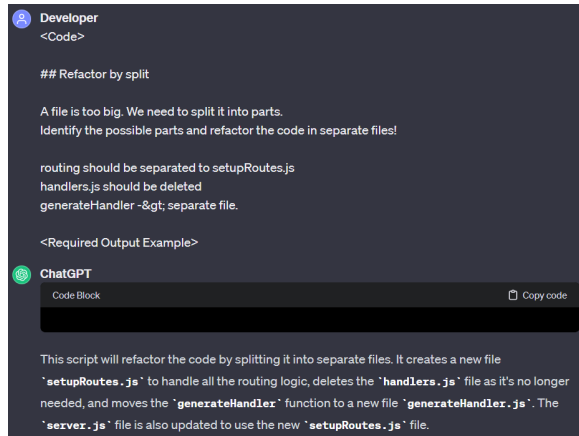 Developer
<Code>
## Refactor by split
A file is too big. We need to split it into parts.
Identify the possible parts and refactor the code in separate files!
routing should be separated to setupRoutes.js
handlers.js should be deleted
generateHandler -&gt; separate file.
<Required Output Example>
ChatGPT
Code Block Copy code
This script will refactor the code by splitting it into separate files. It creates a new file
`setupRoutes.js` to handle all the routing logic, deletes the `handlers.js` file as it's no longer
needed, and moves the `generateHandler` function to a new file `generateHandler.js`. The
`server.js` file is also updated to use the new `setupRoutes.js` file.